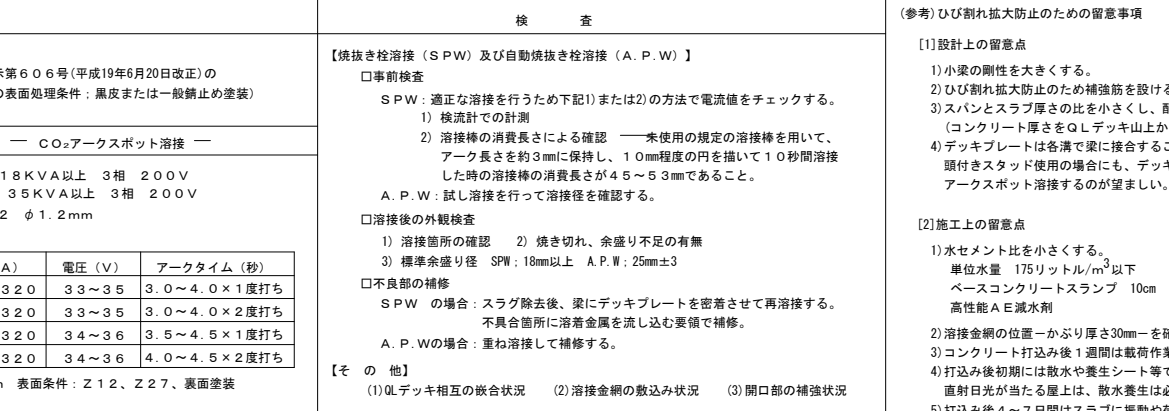 示第６０６号(平成19年6月20日改正)の
の表面処理条件；黒皮または一般錆止め塗装)
― CO₂アークスポット溶接 ―
１８ＫＶＡ以上　３相　２００Ｖ
３５ＫＶＡ以上　３相　２００Ｖ
２　φ１.２mm
Ａ）　電圧（Ｖ）　アークタイム（秒）
３２０　３３～３５　３.０～４.０×１度打ち
３２０　３３～３５　３.０～４.０×２度打ち
３２０　３４～３６　３.５～４.５×１度打ち
３２０　３４～３６　４.０～４.５×２度打ち
表面条件：Ｚ１２、Ｚ２７、裏面塗装
検　査
【焼抜き栓溶接（ＳＰＷ）及び自動焼抜き栓溶接（Ａ.Ｐ.Ｗ）】
□事前検査
ＳＰＷ：適正な溶接を行うため下記1)または2)の方法で電流値をチェックする。
1) 検流計での計測
2) 溶接棒の消費長さによる確認 ――未使用の規定の溶接棒を用いて、
アーク長さを約３㎜に保持し、１０㎜程度の円を描いて１０秒間溶接
した時の溶接棒の消費長さが４５～５３㎜であること。
Ａ.Ｐ.Ｗ：試し溶接を行って溶接径を確認する。
□溶接後の外観検査
1) 溶接箇所の確認　2) 焼き切れ、余盛り不足の有無
3) 標準余盛り径　SPW；18㎜以上　A.P.W；25㎜±3
□不良部の補修
ＳＰＷ の場合：スラグ除去後、梁にデッキプレートを密着させて再溶接する。
不具合箇所に溶着金属を流し込む要領で補修。
Ａ.Ｐ.Ｗの場合：重ね溶接して補修する。
【そ の 他】
(1)QLデッキ相互の嵌合状況　(2)溶接金網の敷込み状況　(3)開口部の補強状況
(参考)ひび割れ拡大防止のための留意事項
[1]設計上の留意点
1)小梁の剛性を大きくする。
2)ひび割れ拡大防止のため補強筋を設ける
3)スパンとスラブ厚さの比を小さくし、
(コンクリート厚さをＱＬデッキ山上か
4)デッキプレートは各溝で梁に接合するこ
頭付きスタッド使用の場合にも、デッキ
アークスポット溶接するのが望ましい。
[2]施工上の留意点
1)水セメント比を小さくする。
単位水量　175リットル/m³以下
ベースコンクリートスランプ　10cm
高性能ＡＥ減水剤
2)溶接金網の位置－かぶり厚さ30mm－を確
3)コンクリート打込み後１週間は載荷作業
4)打込み後初期には散水や養生シート等で
直射日光が当たる屋上は、散水養生は必
5)打込み後４～７日間はスラブに振動や